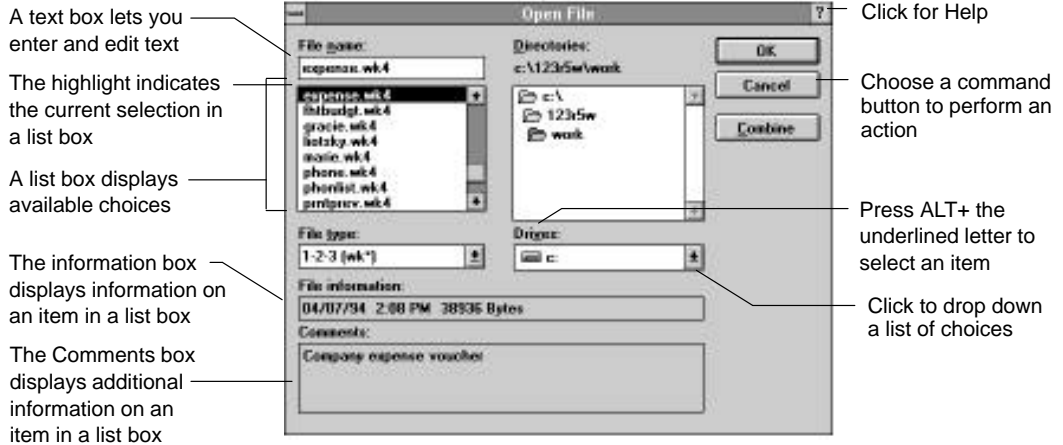 A text box lets you
enter and edit text
The highlight indicates
the current selection in
a list box
A list box displays
available choices
The information box
displays information on
an item in a list box
The Comments box
displays additional
information on an
item in a list box
Open File
?
File name:
expense.wk4
expense.wk4
fhtbudgt.wk4
gracie.wk4
marie.wk4
phone.wk4
phonlist.wk4
prntprev.wk4
File type:
1-2-3 (wk*)
File information:
04/07/94 2:08 PM 38936 Bytes
Comments:
Company expense voucher
Directories:
c:\123r5w\work
c:\
123r5w
work
Drives:
c:
OK
Cancel
Combine
Click for Help
Choose a command
button to perform an
action
Press ALT+ the
underlined letter to
select an item
Click to drop down
a list of choices